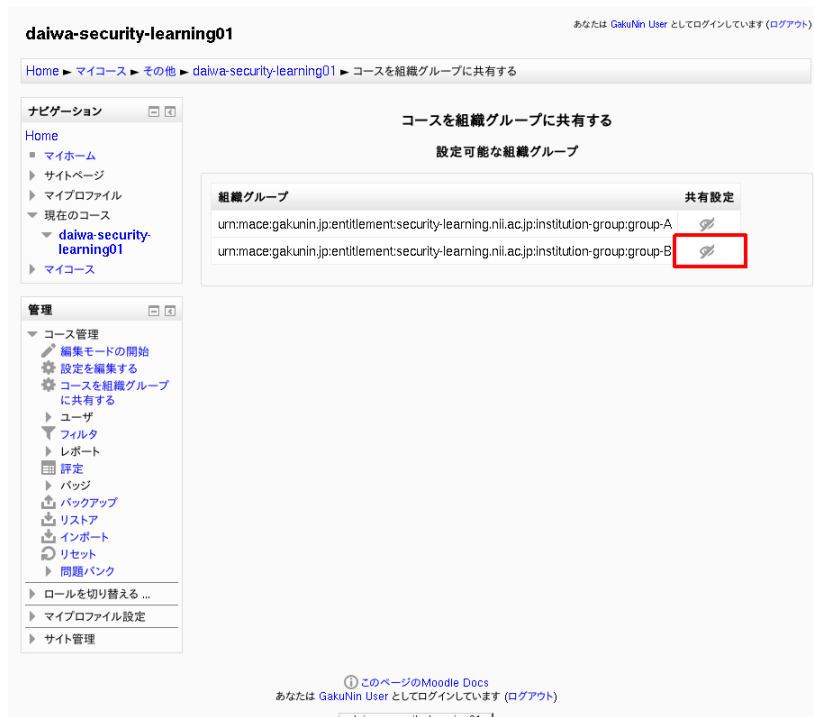 daiwa-security-learning01
あなたは GakuNin User としてログインしています (ログアウト)
Home ► マイコース ► その他 ► daiwa-security-learning01 ► コースを組織グループに共有する
ナビゲーション
Home
マイホーム
サイトページ
マイプロファイル
現在のコース
daiwa-security-
learning01
マイコース
管理
コース管理
編集モードの開始
設定を編集する
コースを組織グループ
に共有する
ユーザ
フィルタ
レポート
評定
バッジ
バックアップ
リストア
インポート
リセット
問題バンク
ロールを切り替える ...
マイプロファイル設定
サイト管理
コースを組織グループに共有する
設定可能な組織グループ
組織グループ 共有設定
urn:mace:gakunin.jp:entitlement:security-learning.nii.ac.jp:institution-group:group-A
urn:mace:gakunin.jp:entitlement:security-learning.nii.ac.jp:institution-group:group-B
このページのMoodle Docs
あなたは GakuNin User としてログインしています (ログアウト)